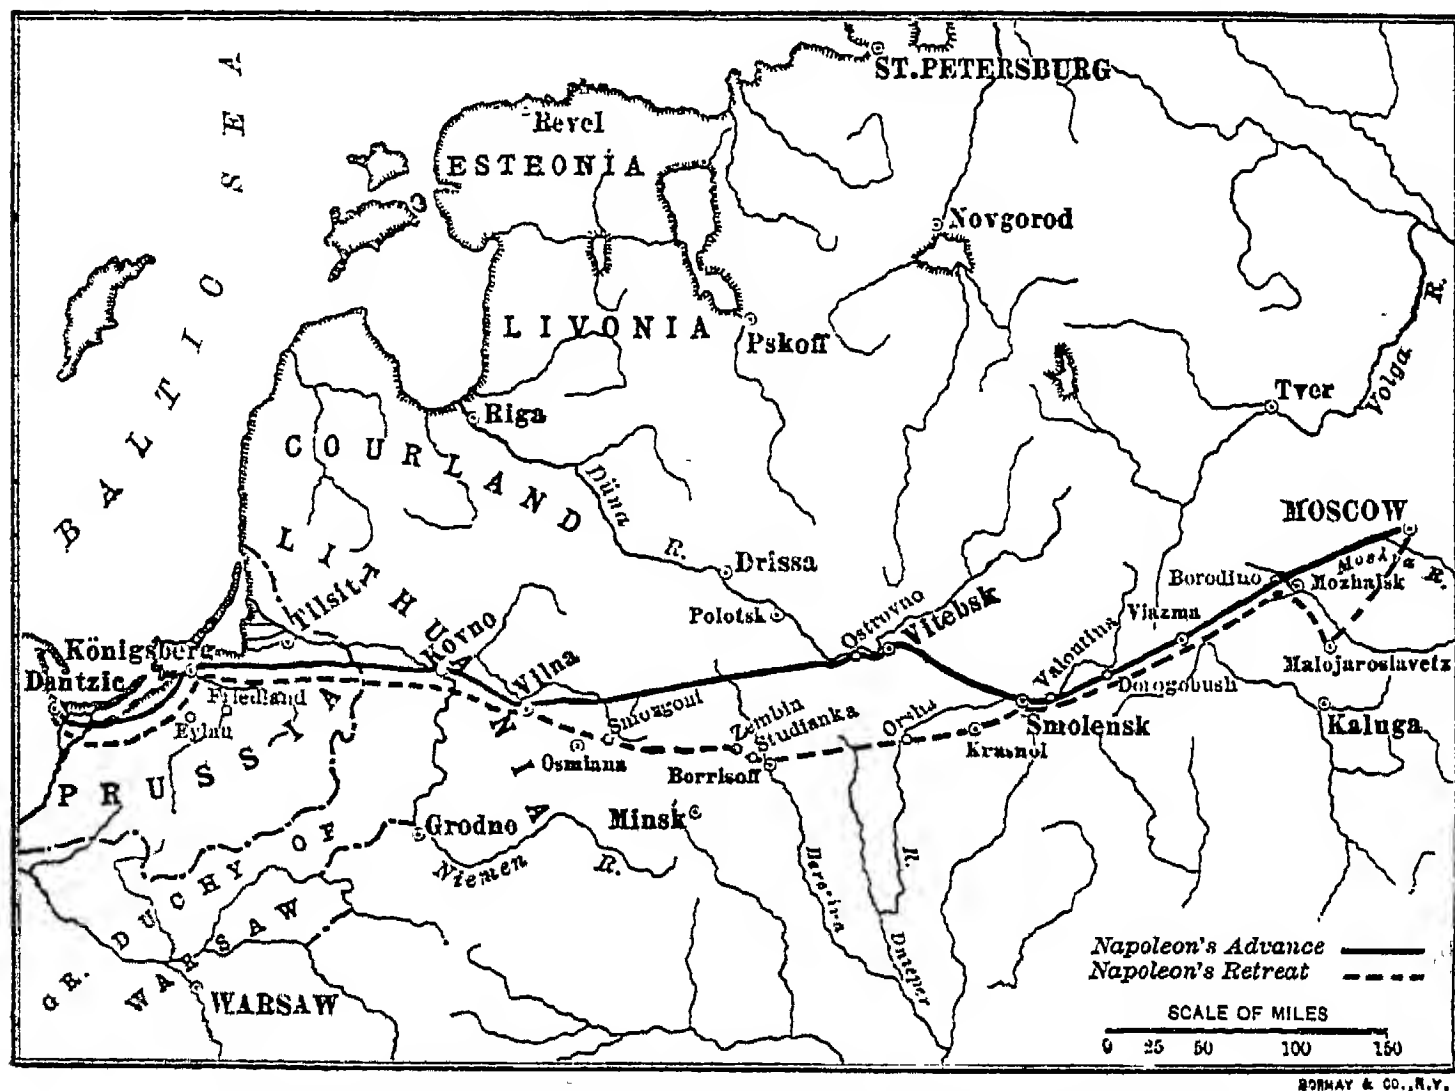 ST. PETERSBURG
Revel
ESTHONIA
BALTIC SEA
Novgorod
LIVONIA
Pskoff
Volga R.
Tver
Riga
COURLAND
Düna R.
MOSCOW
LITHUANIA
Drissa
Moskva R.
Borodino
Mozhaisk
Tilsit
Polotsk
Ostrovno
Vitebsk
Viazma
Königsberg
Kovno
Valoutina
Malojaroslavetz
Dantzic
Friedland
Vilna
Dorogobush
Smorgoni
Zembin
Studianka
Orsha
Smolensk
Kaluga
Eylau
Krasnoi
Osmiana
Borrisoff
PRUSSIA
Minsk
Grodno
Niemen R.
Beresina
R.
Dnieper
GR. DUCHY OF
WARSAW
WARSAW
Napoleon's Advance
Napoleon's Retreat
SCALE OF MILES
0 25 50 100 150
BORMAY & CO., N.Y.